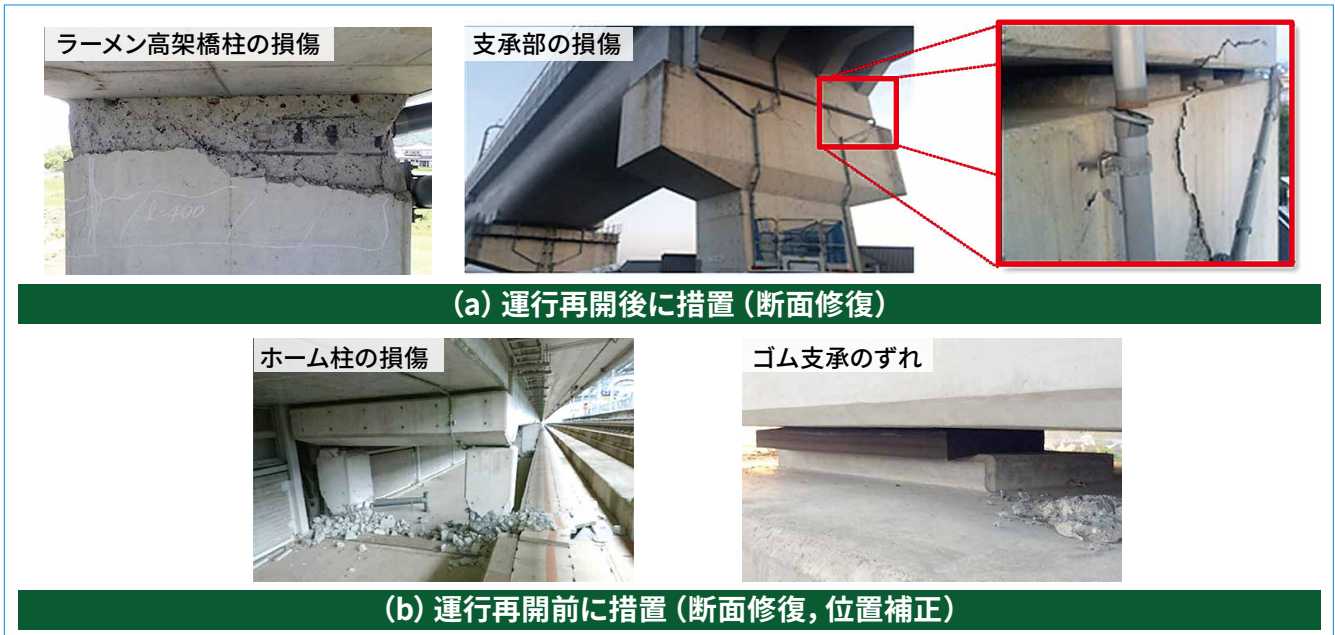 ラーメン高架橋柱の損傷
支承部の損傷
l=400
(a) 運行再開後に措置（断面修復）
ホーム柱の損傷
ゴム支承のずれ
(b) 運行再開前に措置（断面修復，位置補正）